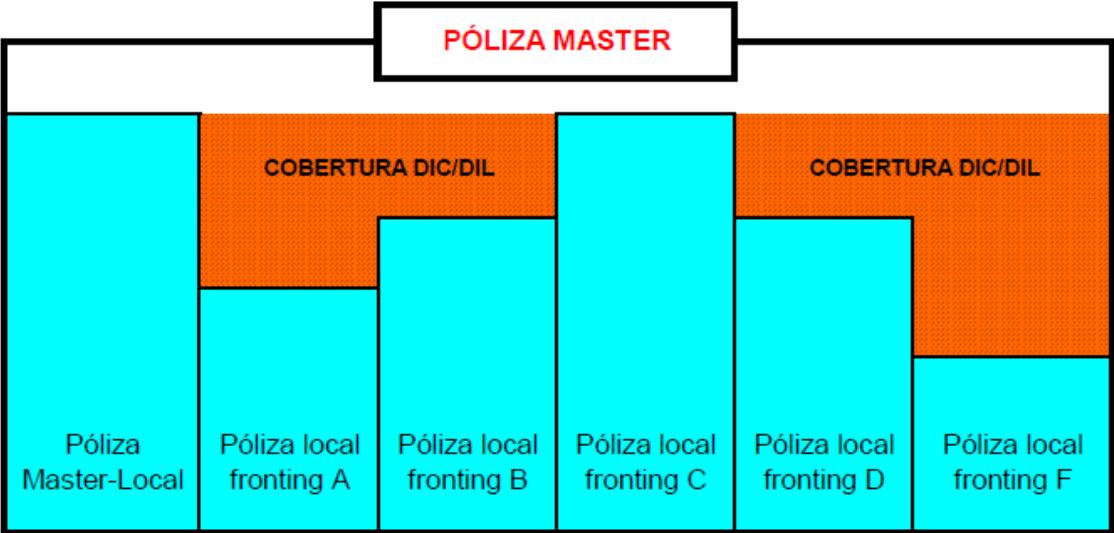 PÓLIZA MASTER
COBERTURA DIC/DIL
COBERTURA DIC/DIL
Póliza
Master-Local
Póliza local
fronting A
Póliza local
fronting B
Póliza local
fronting C
Póliza local
fronting D
Póliza local
fronting F